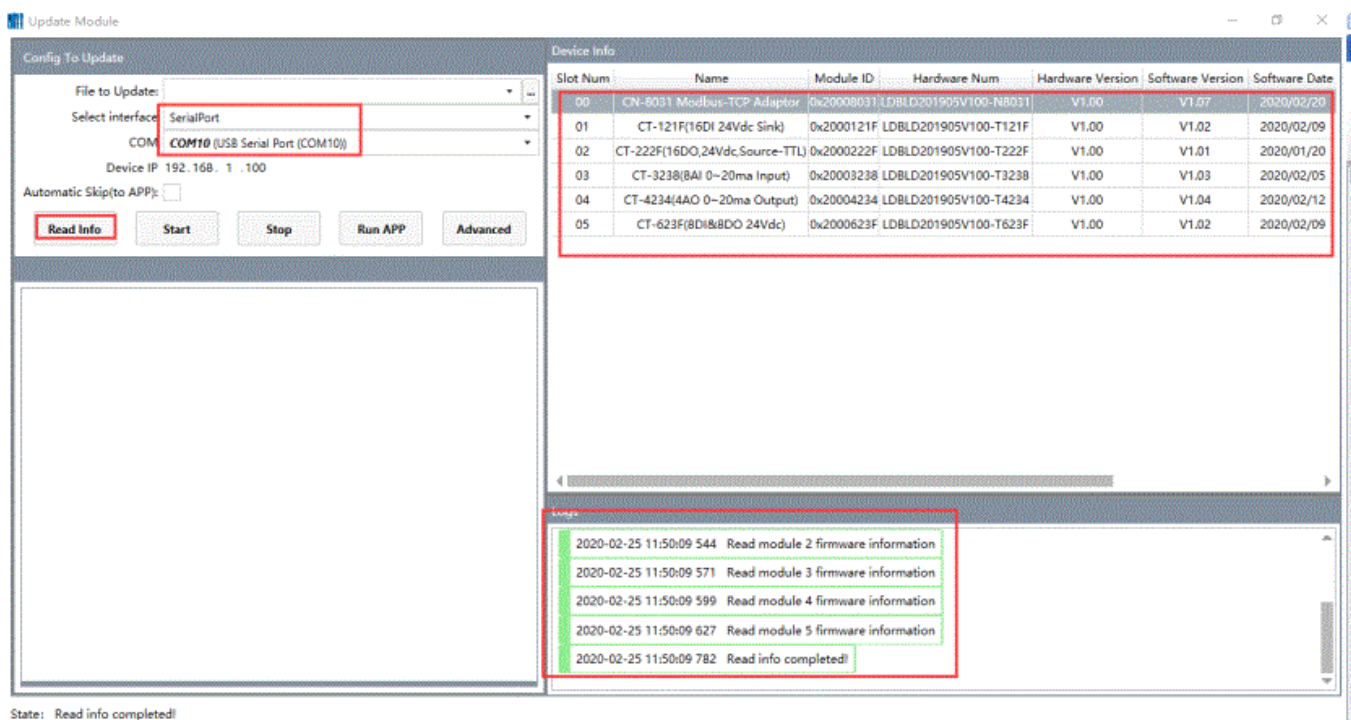 Update Module
Config To Update
File to Update:
...
Select interface SerialPort
COM COM10 (USB Serial Port (COM10))
Device IP 192.168. 1 .100
Automatic Skip(to APP):
Read Info Start Stop Run APP Advanced
Device Info
Slot Num Name Module ID Hardware Num Hardware Version Software Version Software Date
00 CN-8031 Modbus-TCP Adaptor 0x20008031 LDBLD201905V100-N8031 V1.00 V1.07 2020/02/20
01 CT-121F(16DI 24Vdc Sink) 0x2000121F LDBLD201905V100-T121F V1.00 V1.02 2020/02/09
02 CT-222F(16DO,24Vdc,Source-TTL) 0x2000222F LDBLD201905V100-T222F V1.00 V1.01 2020/01/20
03 CT-3238(8AI 0~20ma Input) 0x20003238 LDBLD201905V100-T3238 V1.00 V1.03 2020/02/05
04 CT-4234(4AO 0~20ma Output) 0x20004234 LDBLD201905V100-T4234 V1.00 V1.04 2020/02/12
05 CT-623F(8DI&8DO 24Vdc) 0x2000623F LDBLD201905V100-T623F V1.00 V1.02 2020/02/09
Logs
2020-02-25 11:50:09 544 Read module 2 firmware information
2020-02-25 11:50:09 571 Read module 3 firmware information
2020-02-25 11:50:09 599 Read module 4 firmware information
2020-02-25 11:50:09 627 Read module 5 firmware information
2020-02-25 11:50:09 782 Read info completed!
State: Read info completed!